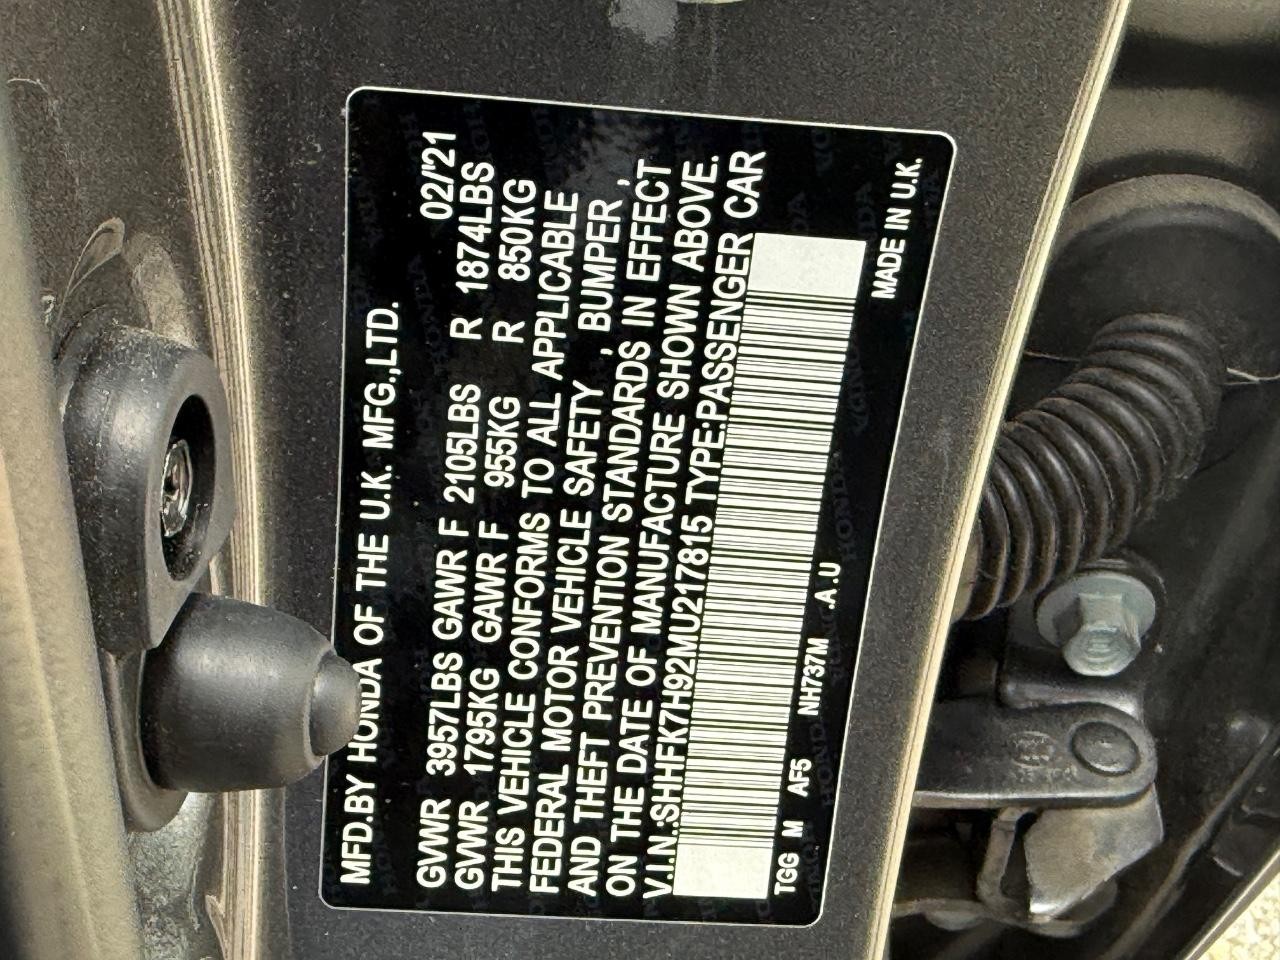 MFD.BY HONDA OF THE U.K. MFG.,LTD.
02/'21
GVWR 3957LBS GAWR F 2105LBS R 1874LBS
GVWR 1795KG GAWR F 955KG R 850KG
THIS VEHICLE CONFORMS TO ALL APPLICABLE
FEDERAL MOTOR VEHICLE SAFETY , BUMPER ,
AND THEFT PREVENTION STANDARDS IN EFFECT
ON THE DATE OF MANUFACTURE SHOWN ABOVE.
V.I.N.:SHHFK7H92MU217815 TYPE:PASSENGER CAR
TGG M AF5 NH737M .A.U
MADE IN U.K.